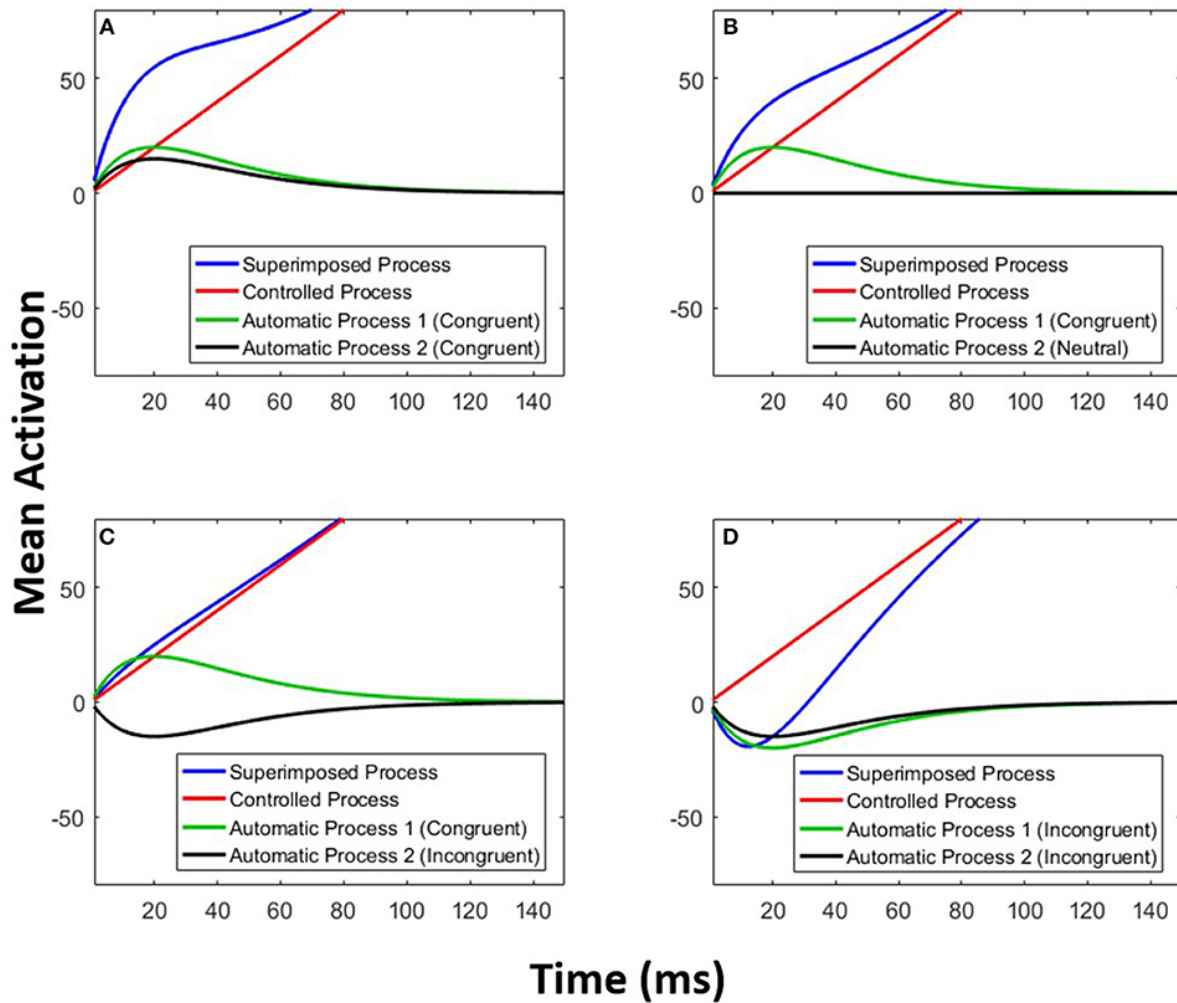 A
50
0
-50
Superimposed Process
Controlled Process
Automatic Process 1 (Congruent)
Automatic Process 2 (Congruent)
20 40 60 80 100 120 140
B
50
0
-50
Superimposed Process
Controlled Process
Automatic Process 1 (Congruent)
Automatic Process 2 (Neutral)
20 40 60 80 100 120 140
Mean Activation
C
50
0
-50
Superimposed Process
Controlled Process
Automatic Process 1 (Congruent)
Automatic Process 2 (Incongruent)
20 40 60 80 100 120 140
D
50
0
-50
Superimposed Process
Controlled Process
Automatic Process 1 (Incongruent)
Automatic Process 2 (Incongruent)
20 40 60 80 100 120 140
Time (ms)